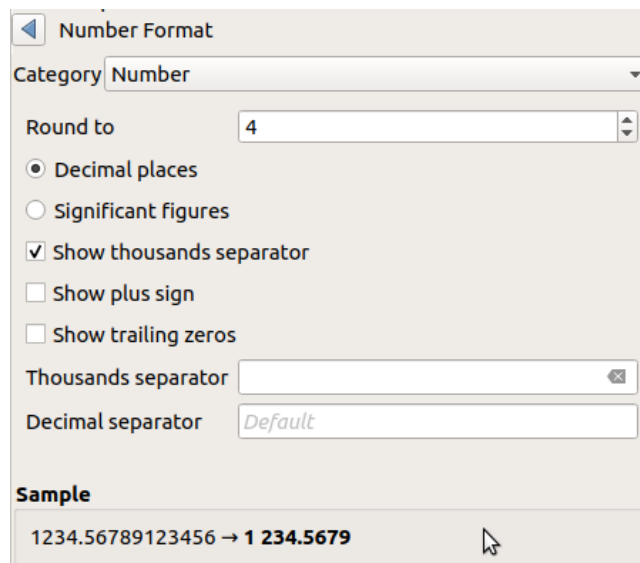 Number Format
Category Number
Round to 4
Decimal places
Significant figures
Show thousands separator
Show plus sign
Show trailing zeros
Thousands separator
Decimal separator Default
Sample
1234.56789123456 → 1 234.5679